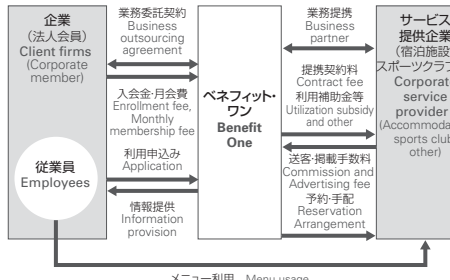 企業
(法人会員)
Client firms
(Corporate
member)
従業員
Employees
業務委託契約
Business
outsourcing
agreement
入会金・月会費
Enrollment fee,
Monthly
membership fee
利用申込み
Application
情報提供
Information
provision
ベネフィット・
ワン
Benefit
One
業務提携
Business
partner
提携契約料
Contract fee
利用補助金等
Utilization subsidy
and other
送客・掲載手数料
Commission and
Advertising fee
予約・手配
Reservation
Arrangement
サービス
提供企業
(宿泊施設
スポーツクラブ
Corporat
service
provider
(Accommoda
sports club
other)
メニュー利用 Menu usage